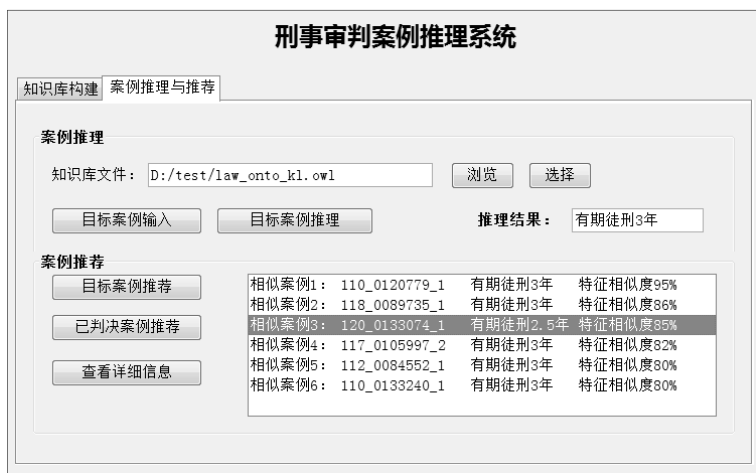 刑事审判案例推理系统
知识库构建 案例推理与推荐
案例推理
知识库文件: D:/test/law_onto_kl.owl 浏览 选择
目标案例输入 目标案例推理 推理结果: 有期徒刑3年
案例推荐
目标案例推荐
已判决案例推荐
查看详细信息
相似案例1: 110_0120779_1 有期徒刑3年 特征相似度95%
相似案例2: 118_0089735_1 有期徒刑3年 特征相似度86%
相似案例3: 120_0133074_1 有期徒刑2.5年 特征相似度85%
相似案例4: 117_0105997_2 有期徒刑3年 特征相似度82%
相似案例5: 112_0084552_1 有期徒刑3年 特征相似度80%
相似案例6: 110_0133240_1 有期徒刑3年 特征相似度80%